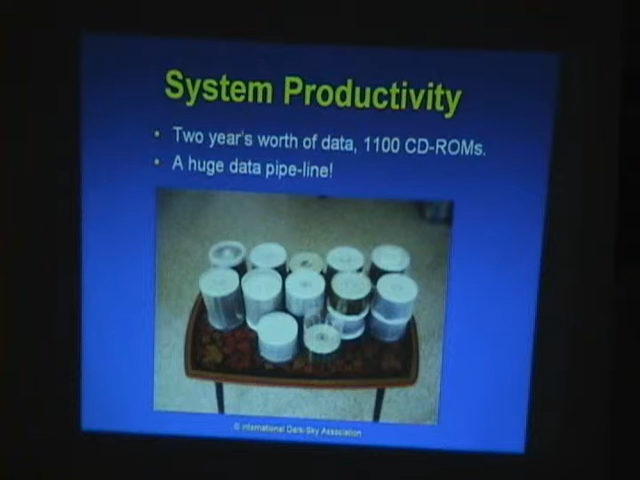 System Productivity
• Two year's worth of data, 1100 CD-ROMs.
• A huge data pipe-line!
© International Dark-Sky Association